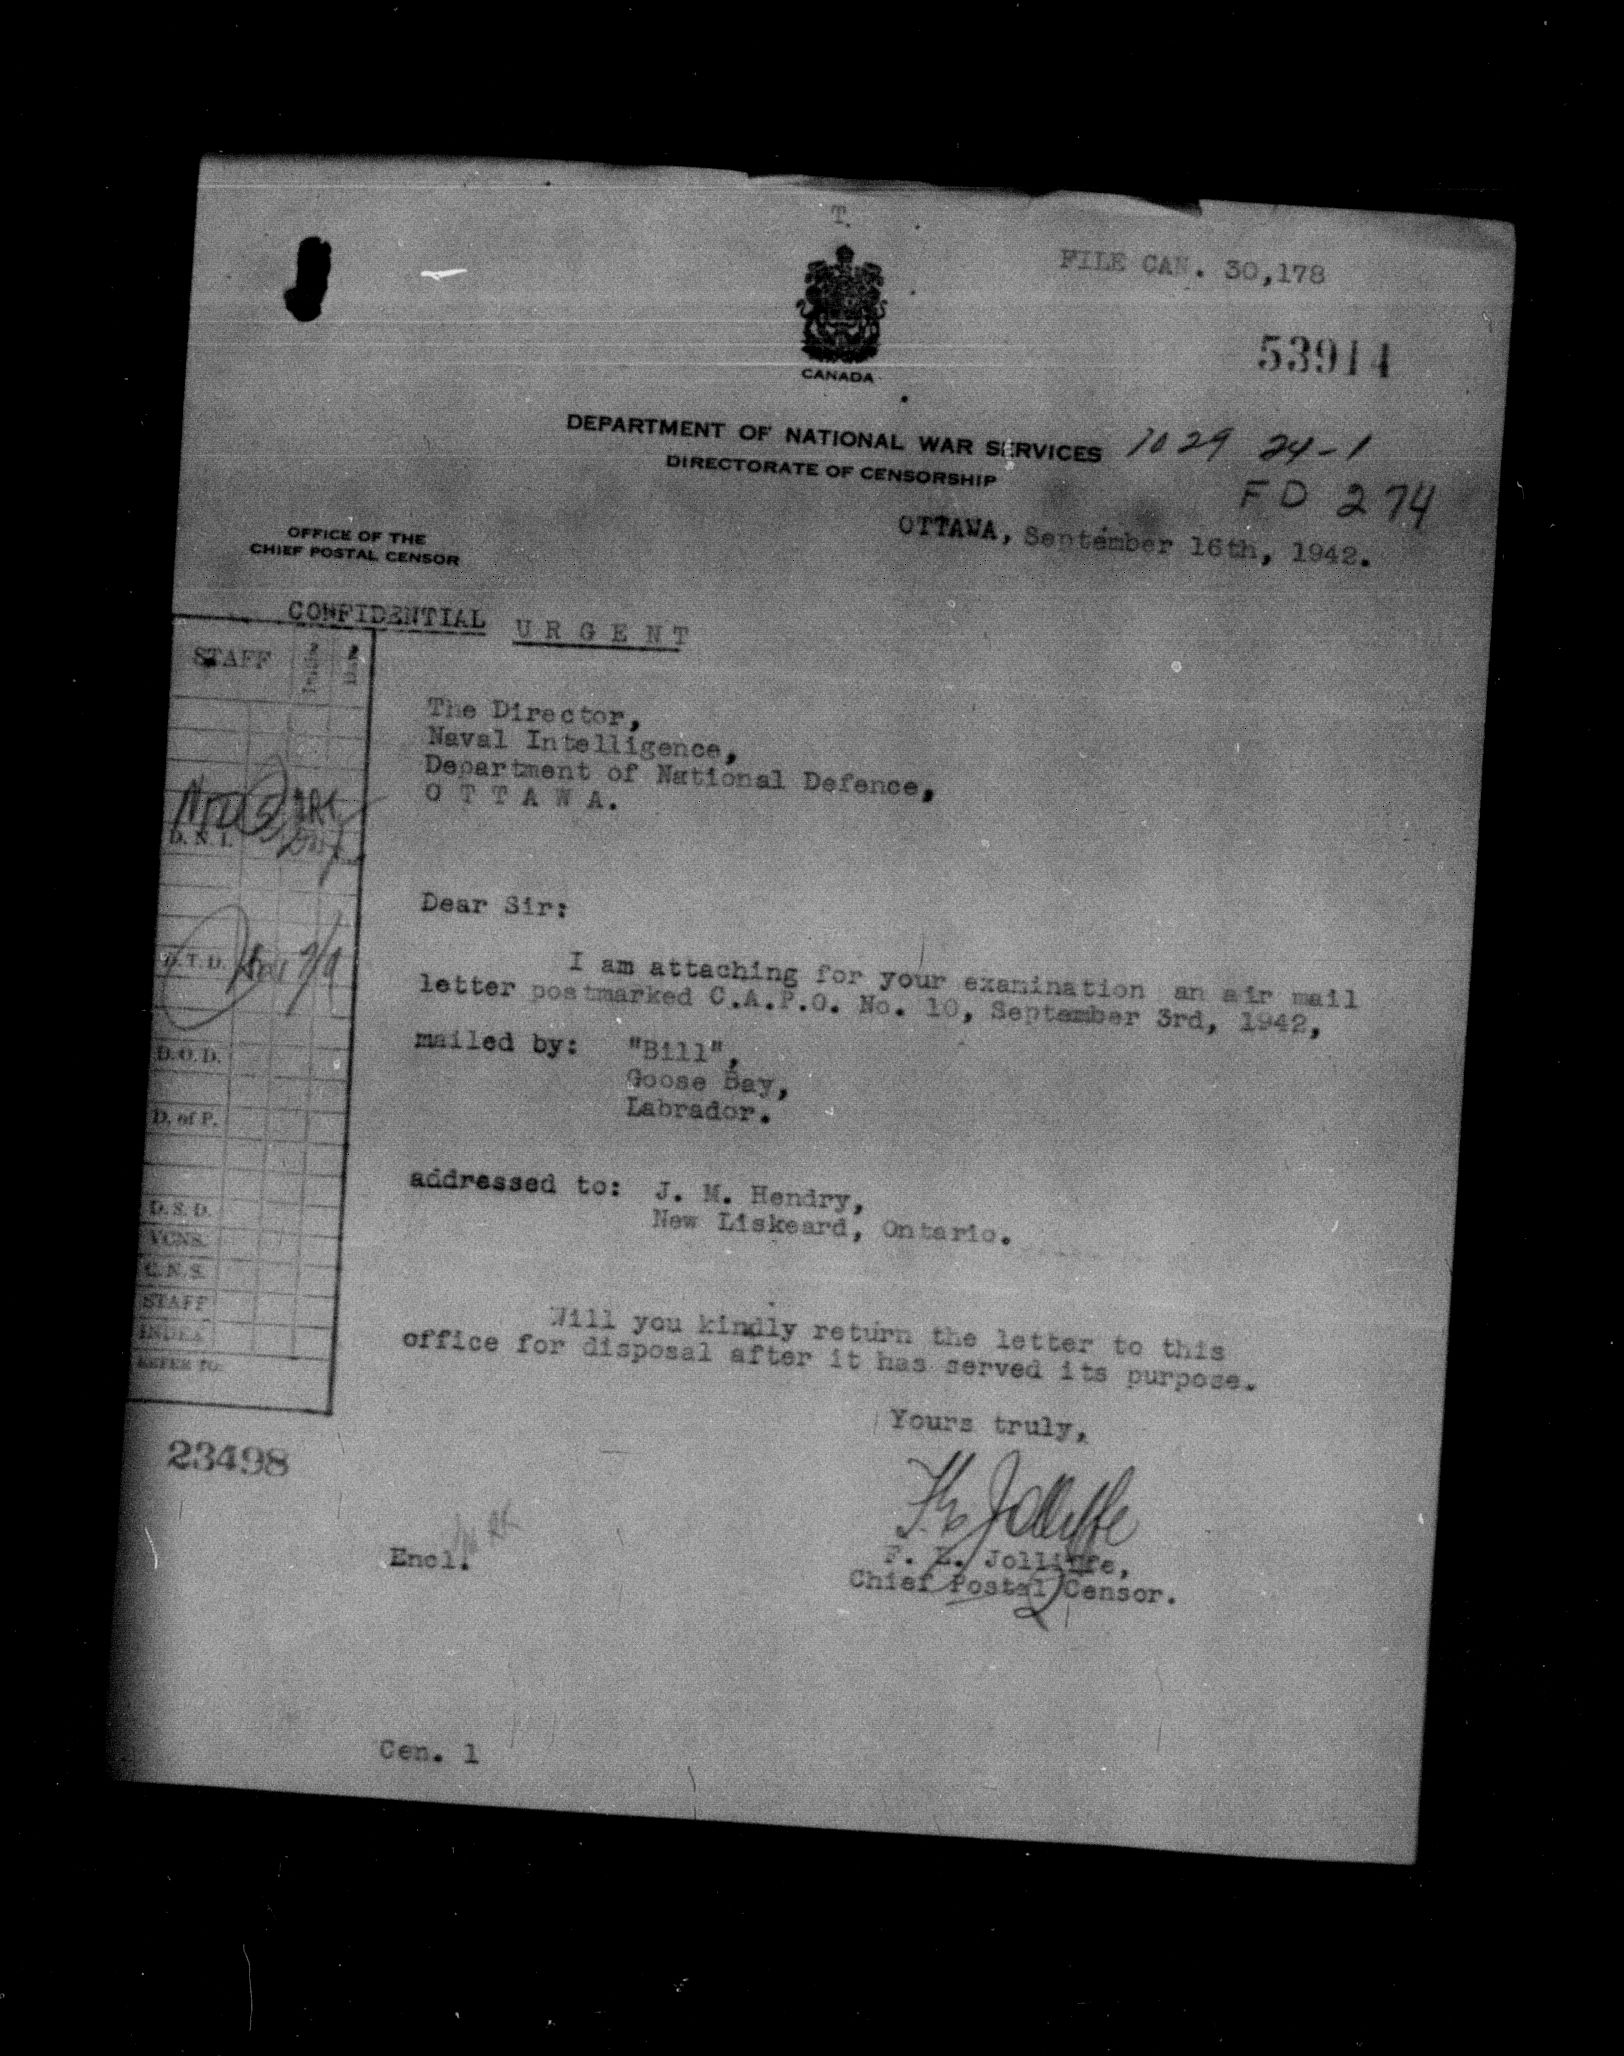 T.
FILE CAN. 30,178
CANADA
53914
DEPARTMENT OF NATIONAL WAR SERVICES
1029 24-1
DIRECTORATE OF CENSORSHIP
FD 274
OFFICE OF THE
CHIEF POSTAL CENSOR
OTTAWA, September 16th, 1942.
CONFIDENTIAL
URGENT
STAFF
The Director,
Naval Intelligence,
Department of National Defence,
O T T A W A.
D. N. I.
Dear Sir:
I am attaching for your examination an air mail
letter postmarked C.A.P.O. No. 10, September 3rd, 1942,
mailed by: "Bill",
Goose Bay,
Labrador.
D.T.D.
D.O.D.
D. of P.
addressed to: J. M. Hendry,
New Liskeard, Ontario.
D.S.D.
VCNS.
C.N.S.
STAFF
INDEX
REFER TO:
Will you kindly return the letter to this
office for disposal after it has served its purpose.
Yours truly,
23498
F. E. Jolliffe
Encl.
F. E. Jolliffe,
Chief Postal Censor.
Cen. 1